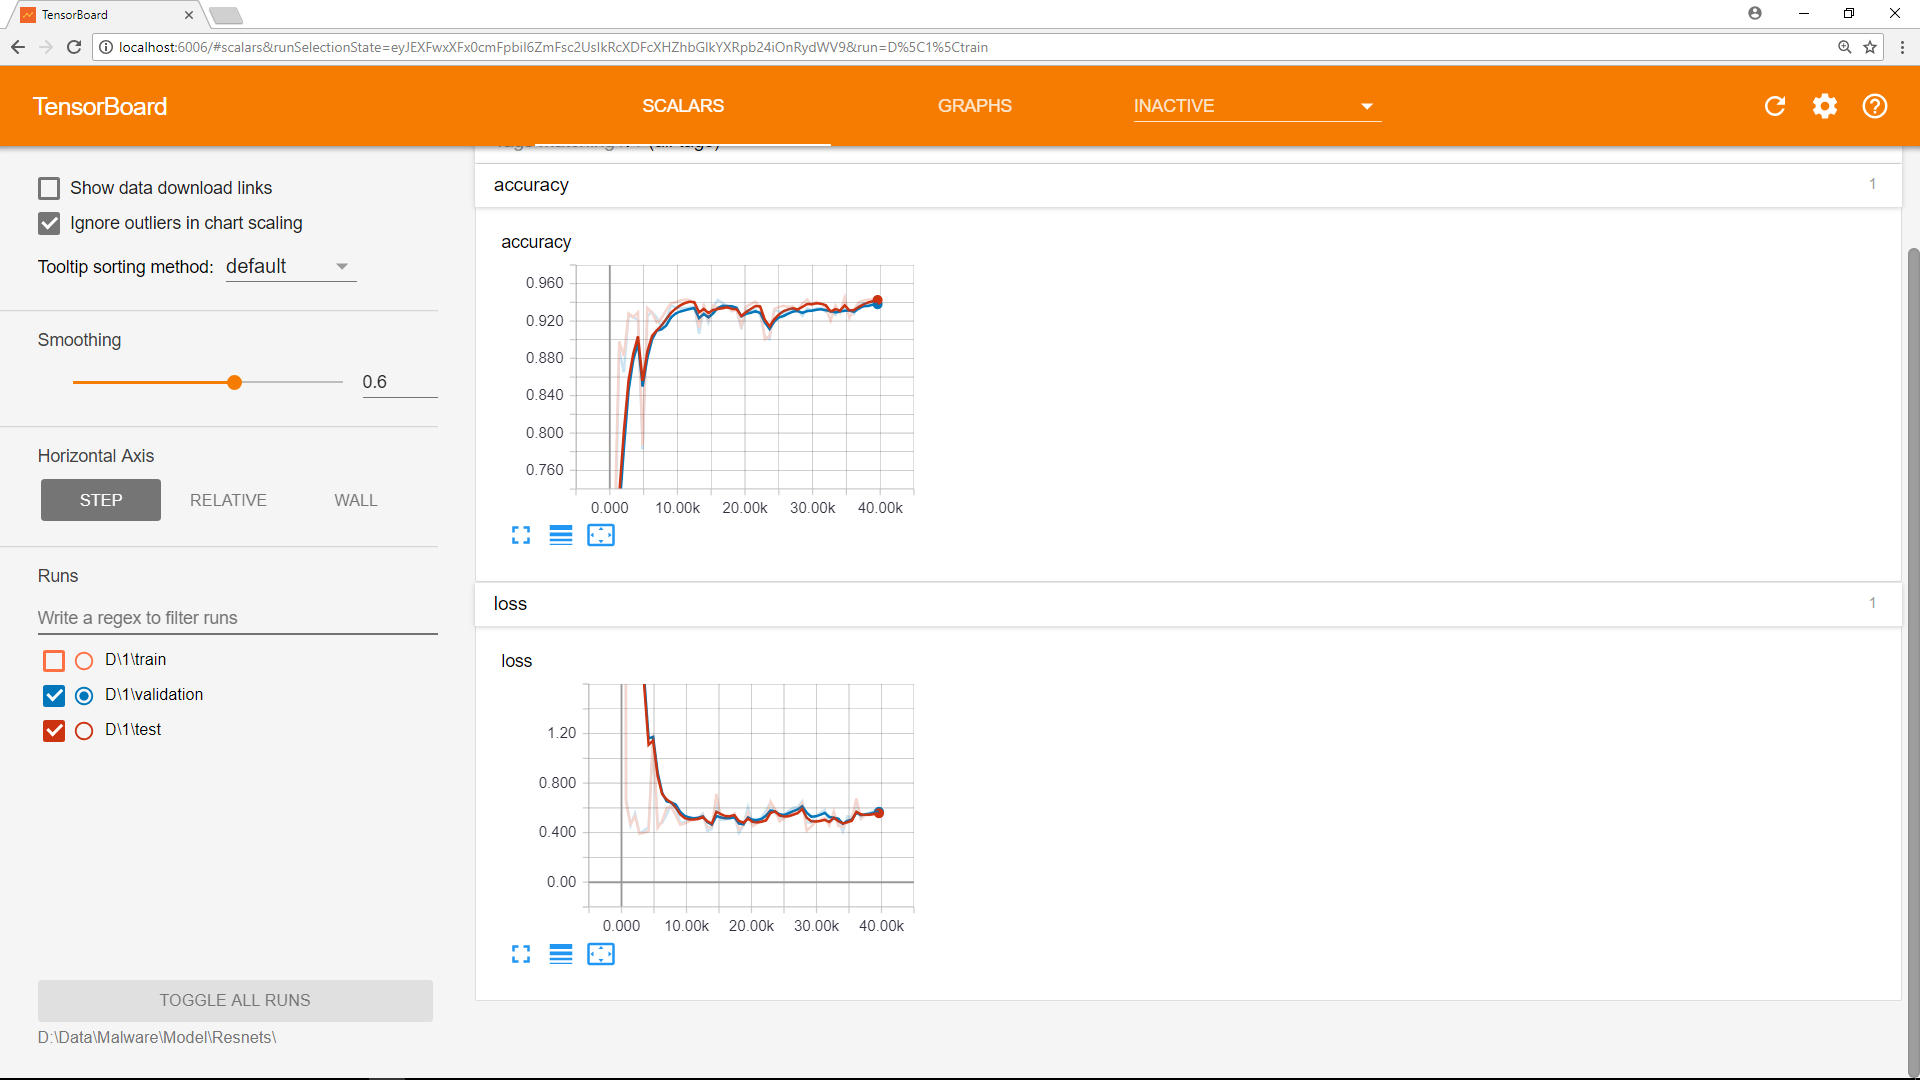 TensorBoard
localhost:6006/#scalars&runSelectionState=eyJEXFwxXFx0cmFpbiI6ZmFsc2UsIkRcXDFcXHZhbGlkYXRpb24iOnRydWV9&run=D%5C1%5Ctrain
TensorBoard
SCALARS
GRAPHS
INACTIVE
Show data download links
Ignore outliers in chart scaling
Tooltip sorting method: default
Smoothing
0.6
Horizontal Axis
STEP RELATIVE WALL
Runs
Write a regex to filter runs
D\1\train
D\1\validation
D\1\test
TOGGLE ALL RUNS
D:\Data\Malware\Model\Resnets\
accuracy 1
accuracy
0.960
0.920
0.880
0.840
0.800
0.760
0.000 10.00k 20.00k 30.00k 40.00k
loss 1
loss
1.20
0.800
0.400
0.00
0.000 10.00k 20.00k 30.00k 40.00k